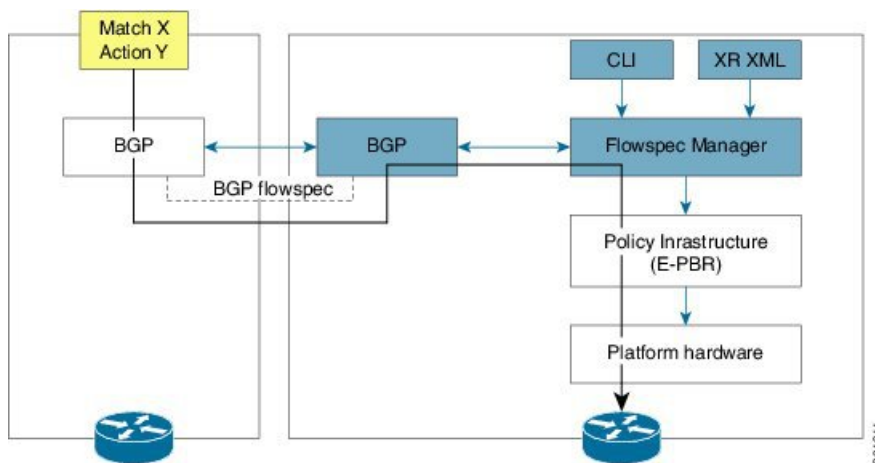 Match X
Action Y
CLI
XR XML
BGP
BGP
Flowspec Manager
BGP flowspec
Policy Inrastructure
(E-PBR)
Platform hardware